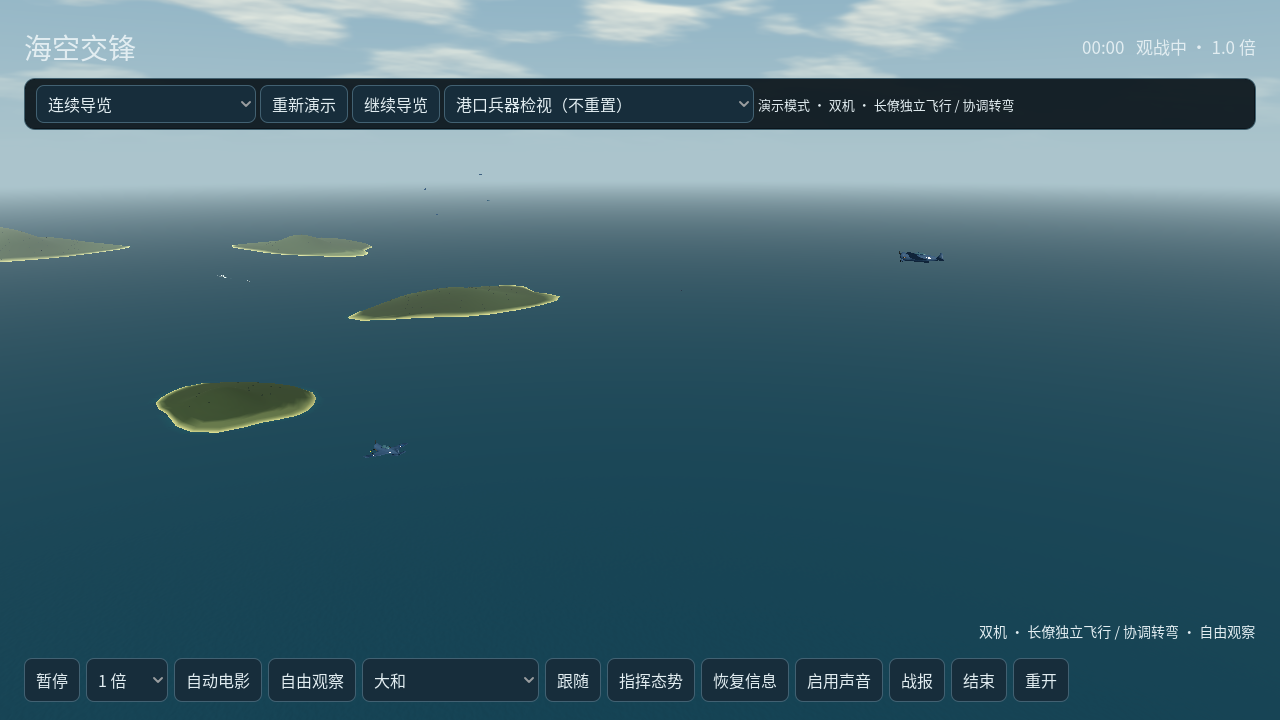 海空交锋
00:00 观战中 · 1.0 倍
连续导览 重新演示 继续导览 港口兵器检视（不重置） 演示模式 · 双机 · 长僚独立飞行 / 协调转弯
双机 · 长僚独立飞行 / 协调转弯 · 自由观察
暂停 1 倍 自动电影 自由观察 大和 跟随 指挥态势 恢复信息 启用声音 战报 结束 重开